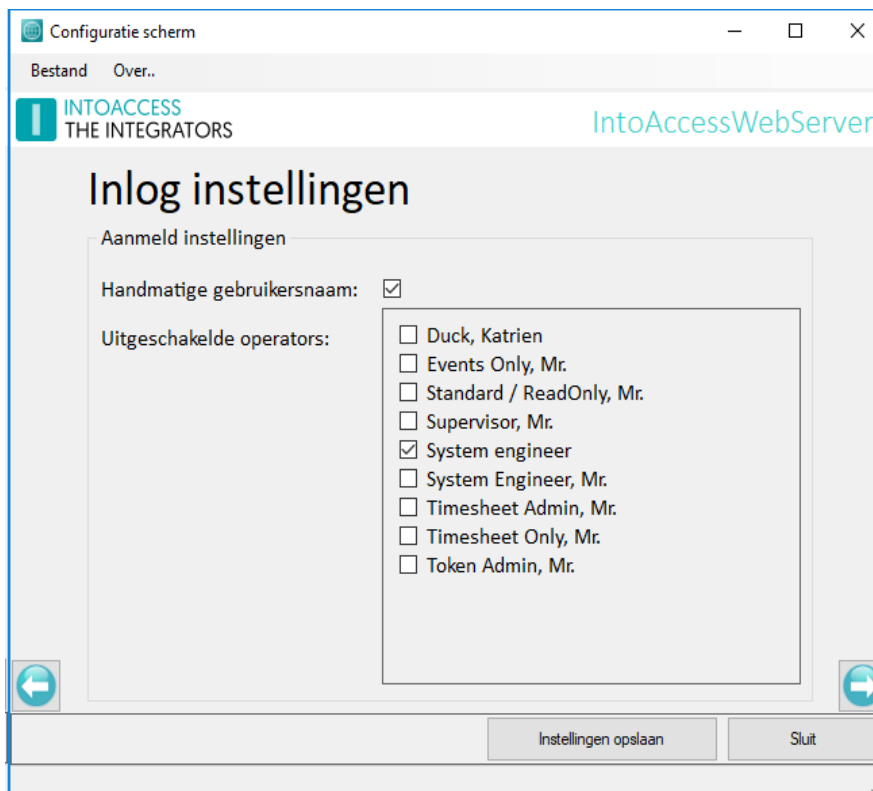 Configuratie scherm
Bestand Over..
INTOACCESS
THE INTEGRATORS
IntoAccessWebServer
Inlog instellingen
Aanmeld instellingen
Handmatige gebruikersnaam:
Uitgeschakelde operators:
Duck, Katrien
Events Only, Mr.
Standard / ReadOnly, Mr.
Supervisor, Mr.
System engineer
System Engineer, Mr.
Timesheet Admin, Mr.
Timesheet Only, Mr.
Token Admin, Mr.
Instellingen opslaan Sluit